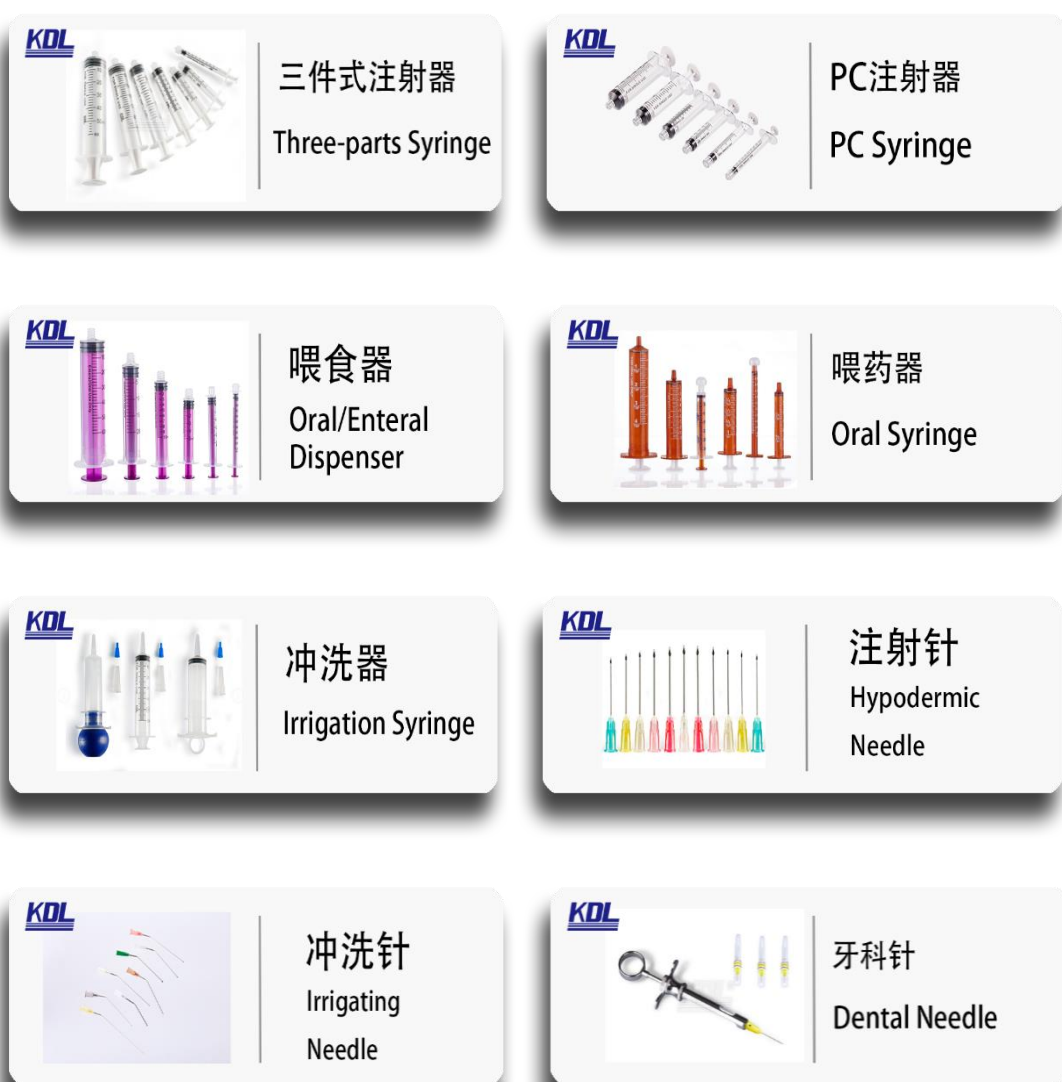 KDL
三件式注射器
Three-parts Syringe
KDL
PC注射器
PC Syringe
KDL
喂食器
Oral/Enteral
Dispenser
KDL
喂药器
Oral Syringe
KDL
冲洗器
Irrigation Syringe
KDL
注射针
Hypodermic
Needle
KDL
冲洗针
Irrigating
Needle
KDL
牙科针
Dental Needle